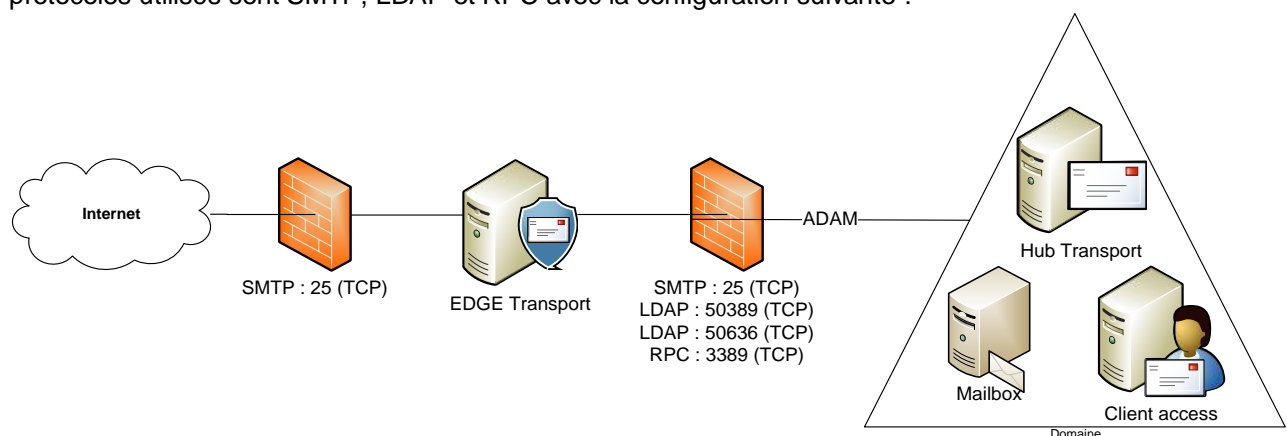 protocoles utilisés sont SMTP, LDAP et RPC avec la configuration suivante :
Internet
SMTP : 25 (TCP)
EDGE Transport
SMTP : 25 (TCP)
LDAP : 50389 (TCP)
LDAP : 50636 (TCP)
RPC : 3389 (TCP)
ADAM
Hub Transport
Mailbox
Client access
Domaine